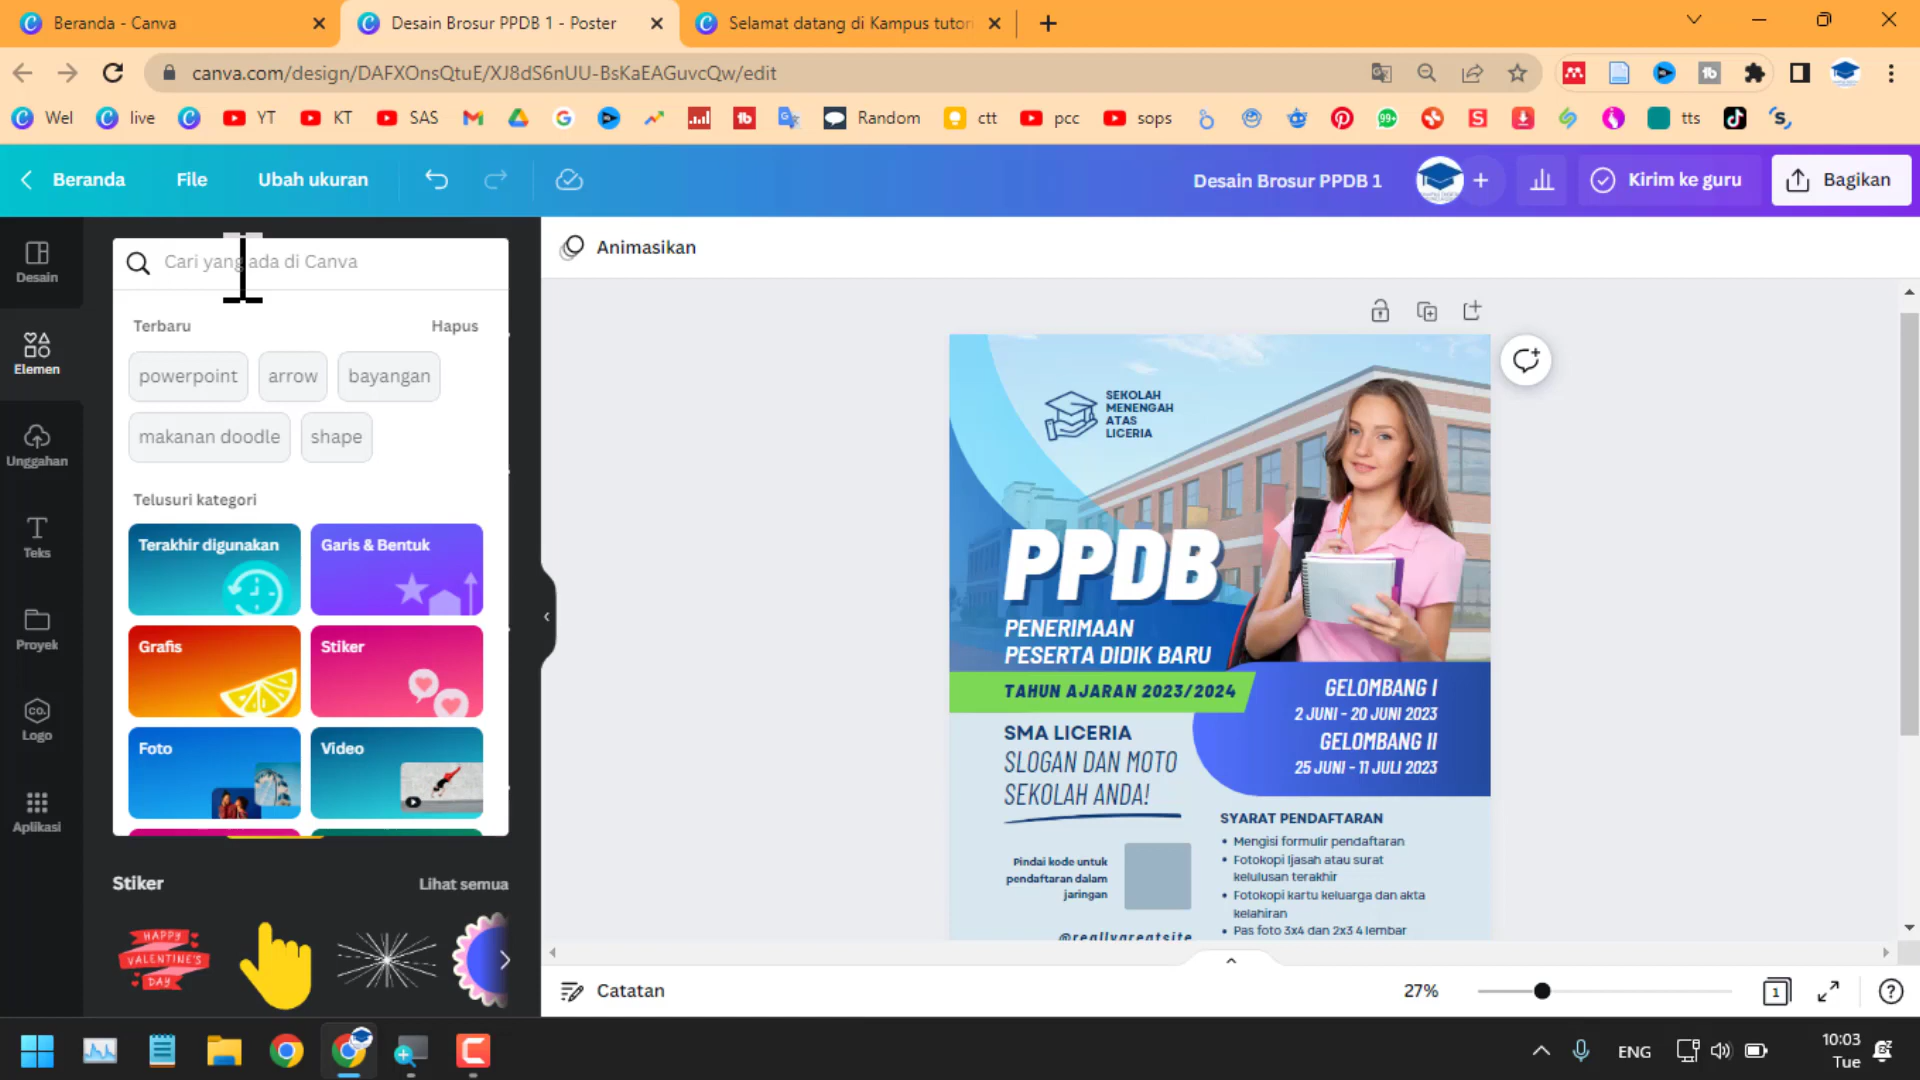 Beranda - Canva
Desain Brosur PPDB 1 - Poster
Selamat datang di Kampus tutori
canva.com/design/DAFXOnsQtuE/XJ8dS6nUU-BsKaEAGuvcQw/edit
Wel
live
YT
KT
SAS
Random
ctt
pcc
sops
99+
tts
Beranda
File
Ubah ukuran
Desain Brosur PPDB 1
Kirim ke guru
Bagikan
Desain
Elemen
Unggahan
Teks
Proyek
Logo
Aplikasi
Cari yang ada di Canva
Terbaru
Hapus
powerpoint
arrow
bayangan
makanan doodle
shape
Telusuri kategori
Terakhir digunakan
Garis & Bentuk
Grafis
Stiker
Foto
Video
Stiker
Lihat semua
HAPPY
VALENTINE'S
DAY
Animasikan
SEKOLAH
MENENGAH
ATAS
LICERIA
PPDB
PENERIMAAN
PESERTA DIDIK BARU
TAHUN AJARAN 2023/2024
GELOMBANG I
2 JUNI - 20 JUNI 2023
GELOMBANG II
25 JUNI - 11 JULI 2023
SMA LICERIA
SLOGAN DAN MOTO
SEKOLAH ANDA!
Pindai kode untuk
pendaftaran dalam
jaringan
@reallygreatsite
SYARAT PENDAFTARAN
• Mengisi formulir pendaftaran
• Fotokopi Ijasah atau surat
kelulusan terakhir
• Fotokopi kartu keluarga dan akta
kelahiran
• Pas foto 3x4 dan 2x3 4 lembar
Catatan
27%
1
ENG
10:03
Tue